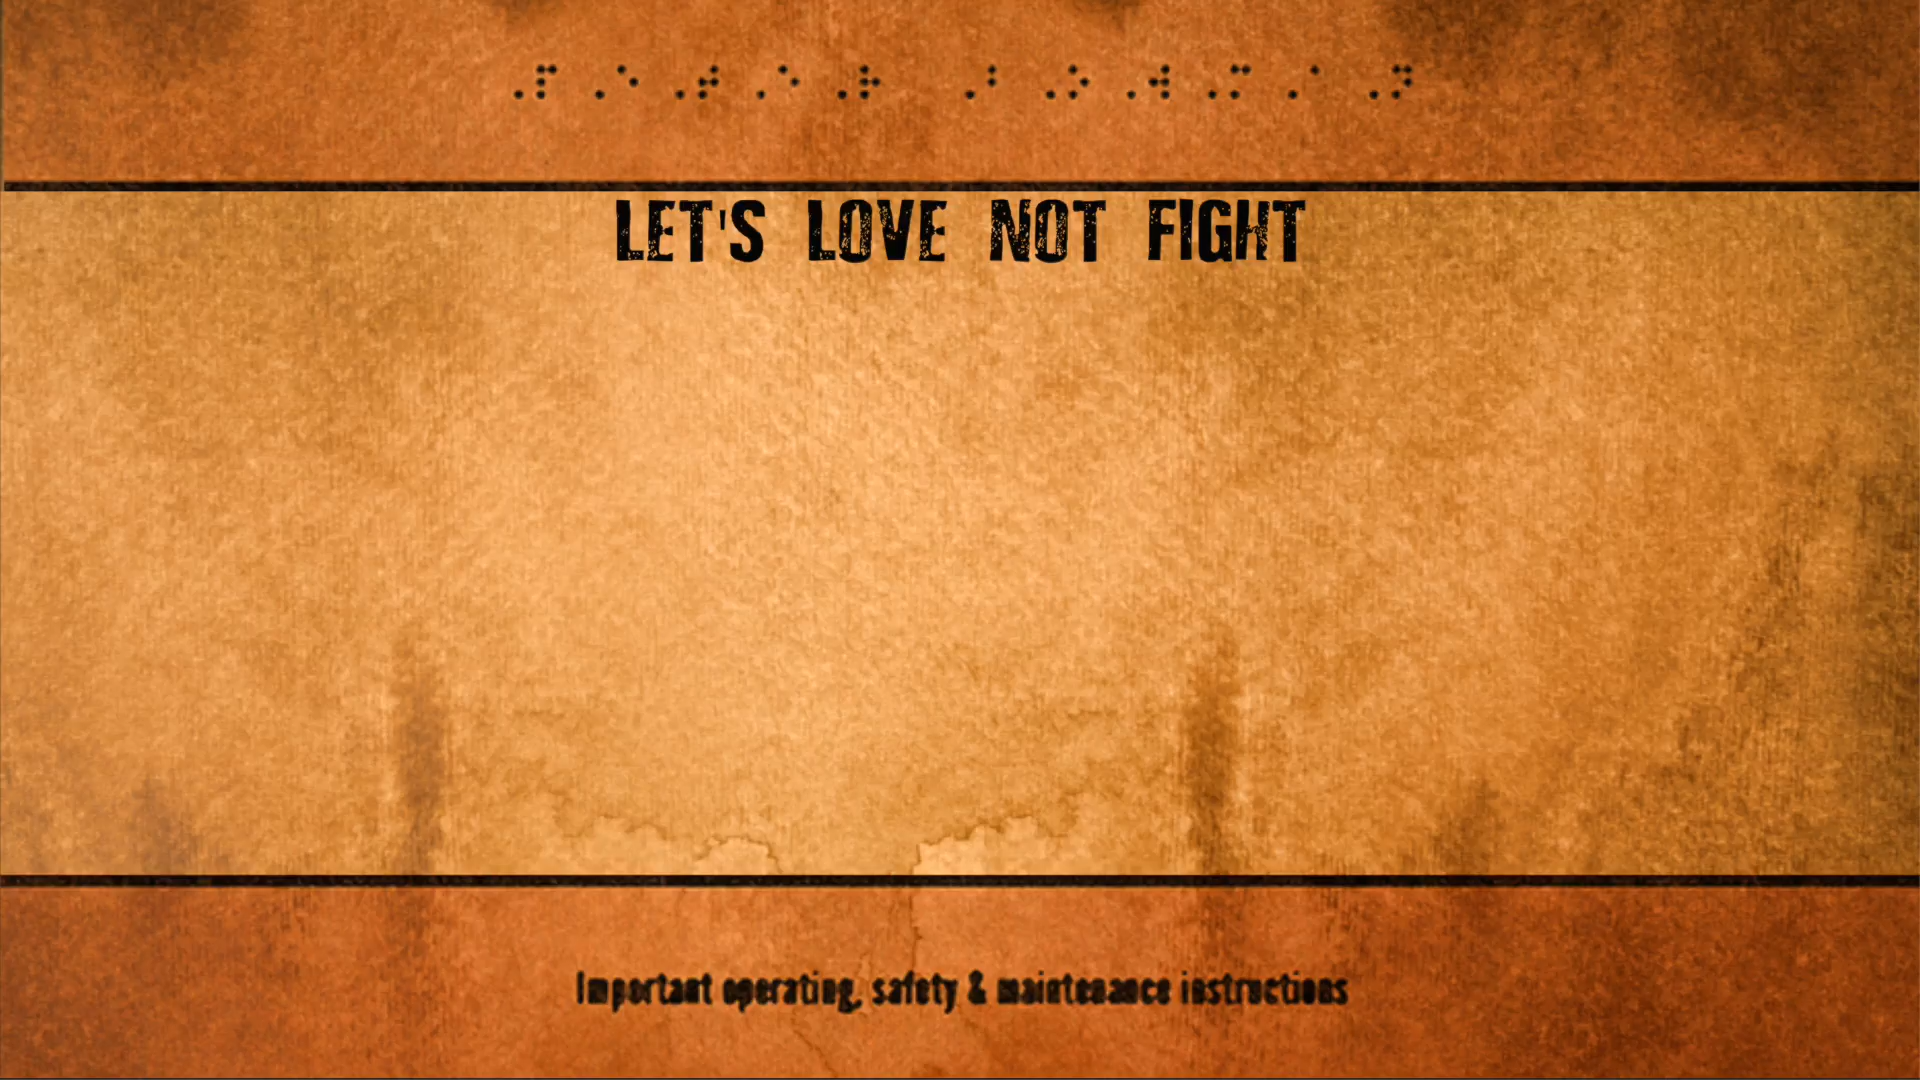 ⠠⠏⠠⠑⠠⠞⠠⠑⠠⠗ ⠠⠚⠠⠕⠠⠺⠠⠍⠠⠁⠠⠝
LET'S LOVE NOT FIGHT
Important operating, safety & maintenance instructions